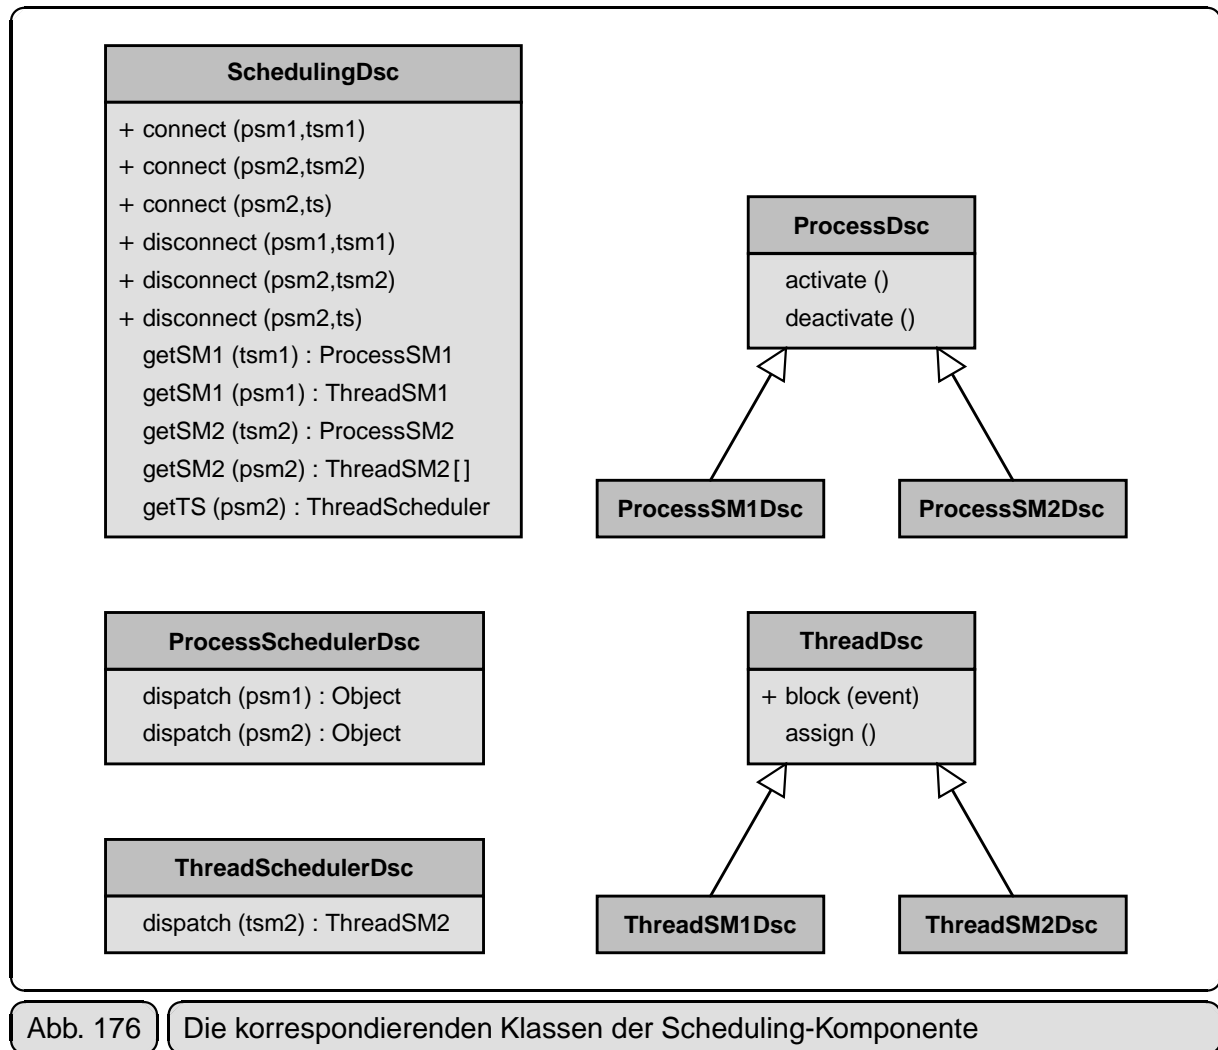 SchedulingDsc
+ connect (psm1,tsm1)
+ connect (psm2,tsm2)
+ connect (psm2,ts)
+ disconnect (psm1,tsm1)
+ disconnect (psm2,tsm2)
+ disconnect (psm2,ts)
getSM1 (tsm1) : ProcessSM1
getSM1 (psm1) : ThreadSM1
getSM2 (tsm2) : ProcessSM2
getSM2 (psm2) : ThreadSM2[]
getTS (psm2) : ThreadScheduler
ProcessDsc
activate ()
deactivate ()
ProcessSM1Dsc
ProcessSM2Dsc
ProcessSchedulerDsc
dispatch (psm1) : Object
dispatch (psm2) : Object
ThreadDsc
+ block (event)
assign ()
ThreadSchedulerDsc
dispatch (tsm2) : ThreadSM2
ThreadSM1Dsc
ThreadSM2Dsc
Abb. 176 Die korrespondierenden Klassen der Scheduling-Komponente